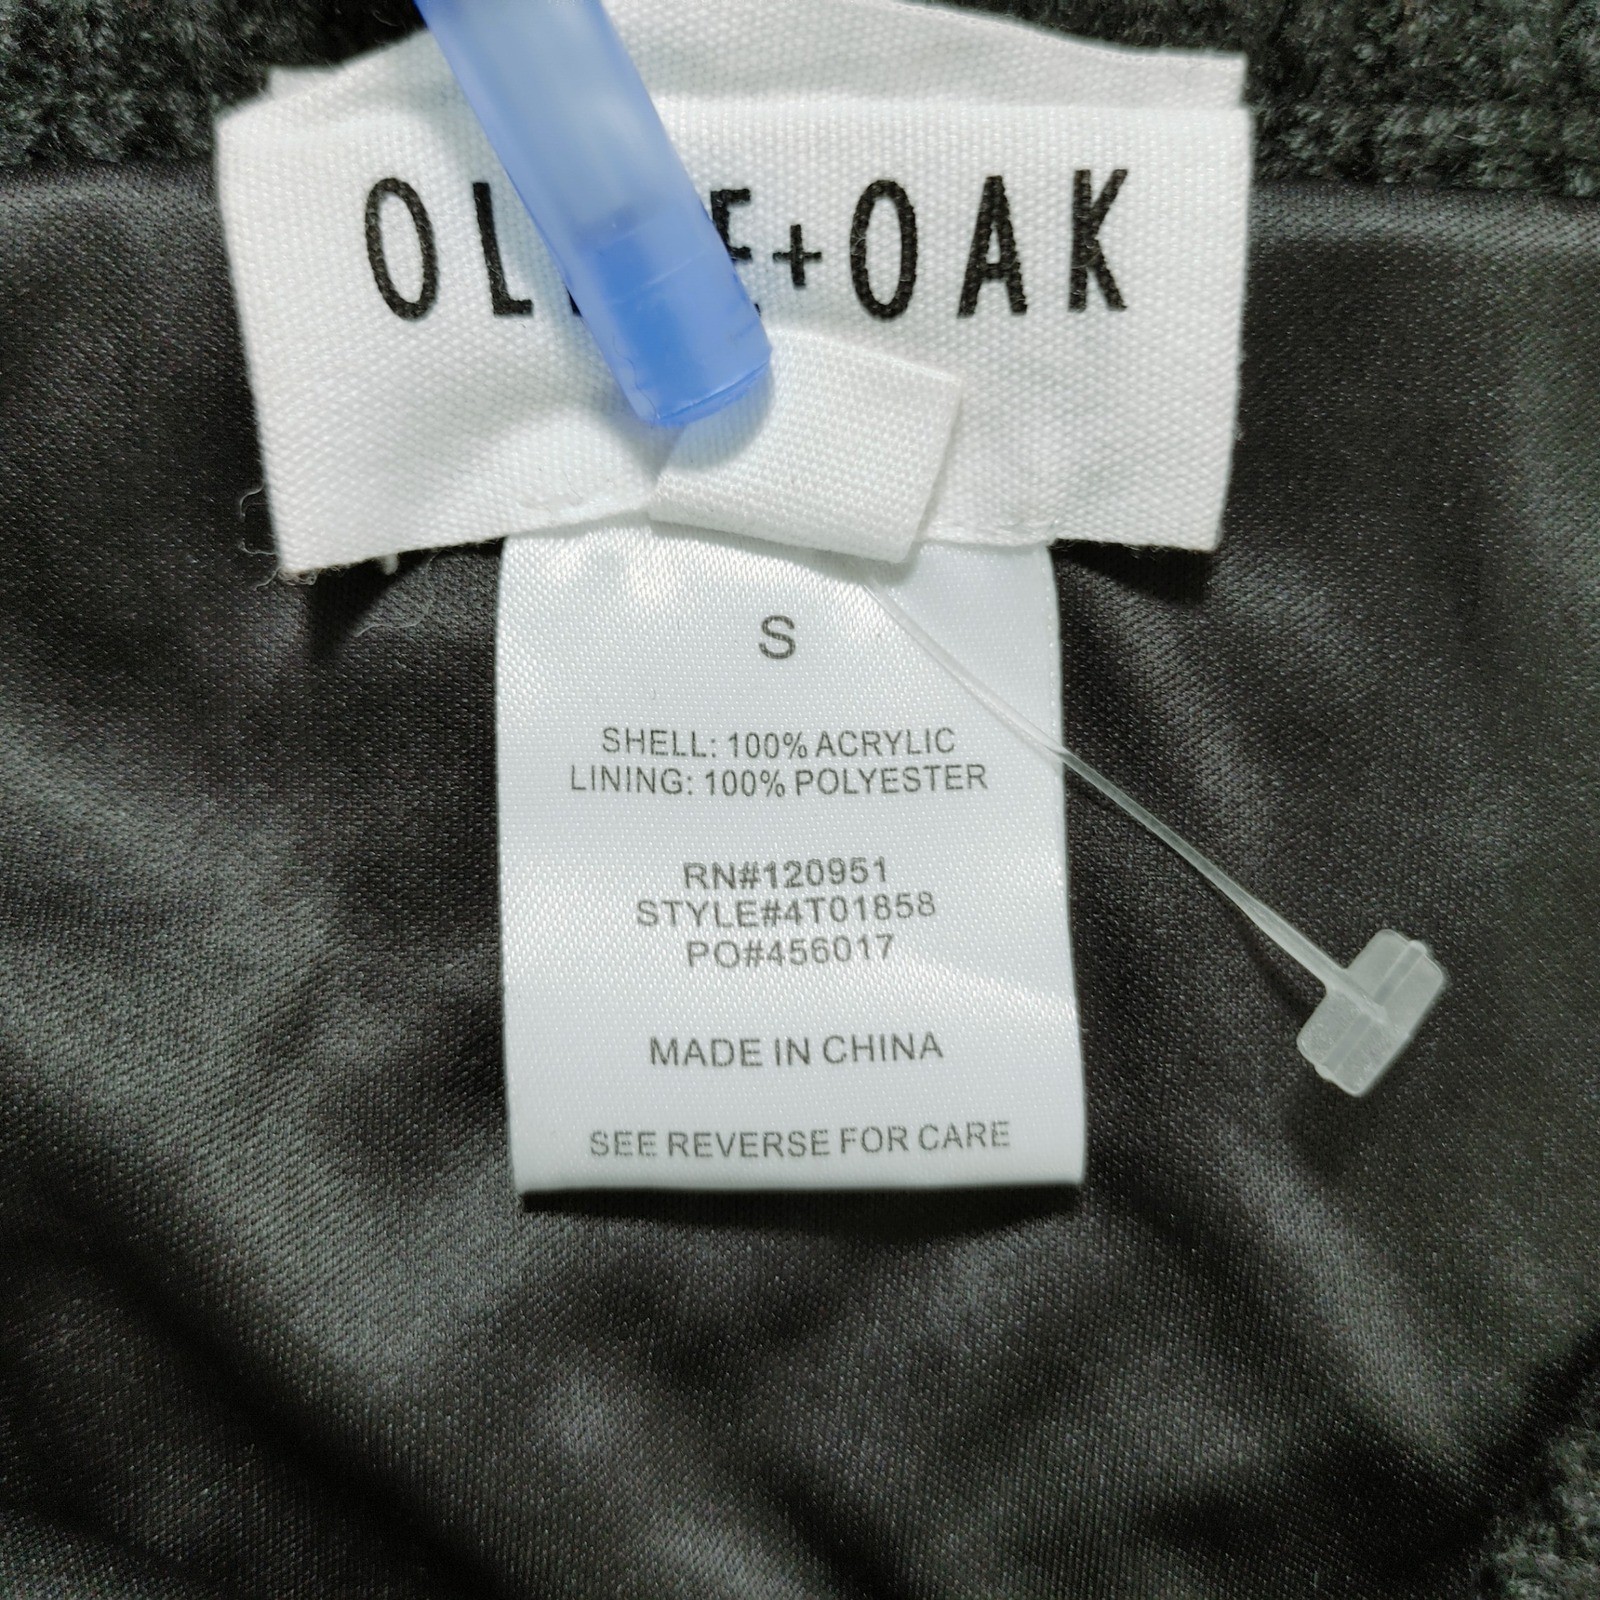 +OAK
S
SHELL: 100% ACRYLIC
LINING: 100% POLYESTER
RN#120951
STYLE#4T01858
PO#456017
MADE IN CHINA
SEE REVERSE FOR CARE